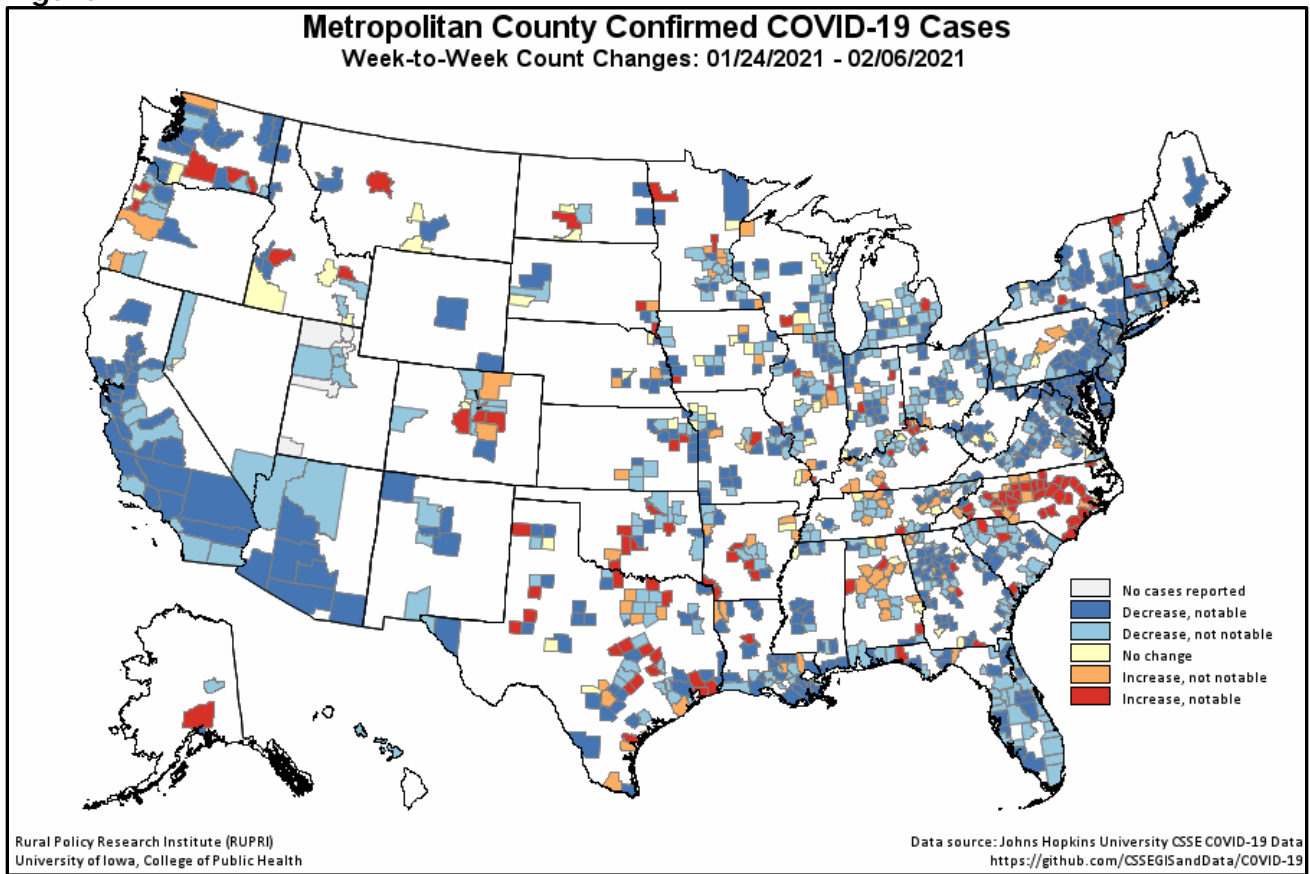 Metropolitan County Confirmed COVID-19 Cases
Week-to-Week Count Changes: 01/24/2021 - 02/06/2021
No cases reported
Decrease, notable
Decrease, not notable
No change
Increase, not notable
Increase, notable
Rural Policy Research Institute (RUPRI)
University of Iowa, College of Public Health
Data source: Johns Hopkins University CSSE COVID-19 Data
https://github.com/CSSEGISandData/COVID-19